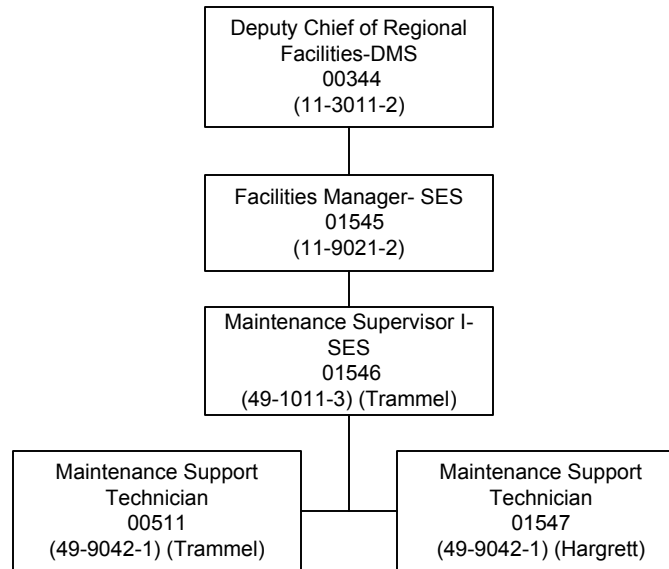 Deputy Chief of Regional
Facilities-DMS
00344
(11-3011-2)
Facilities Manager- SES
01545
(11-9021-2)
Maintenance Supervisor I-
SES
01546
(49-1011-3) (Trammel)
Maintenance Support
Technician
00511
(49-9042-1) (Trammel)
Maintenance Support
Technician
01547
(49-9042-1) (Hargrett)